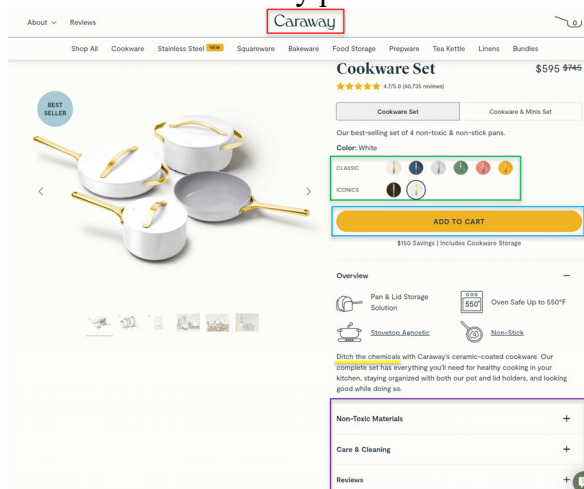 Caraway
About
Reviews
0
Shop All
Cookware
Stainless Steel NEW
Squareware
Bakeware
Food Storage
Prepware
Tea Kettle
Linens
Bundles
BEST
SELLER
Cookware Set
$595 $745
4.7/5.0 (80,735 reviews)
Cookware Set
Cookware & Minis Set
Our best-selling set of 4 non-toxic & non-stick pans.
Color: White
CLASSIC
ICONICS
ADD TO CART
$150 Savings | Includes Cookware Storage
Overview
Pan & Lid Storage
Solution
550°
Oven Safe Up to 550°F
Stovetop Agnostic
Non-Stick
Ditch the chemicals with Caraway's ceramic-coated cookware. Our
complete set has everything you'll need for healthy cooking in your
kitchen, staying organized with both our pot and lid holders, and looking
good while doing so.
Non-Toxic Materials
Care & Cleaning
Reviews